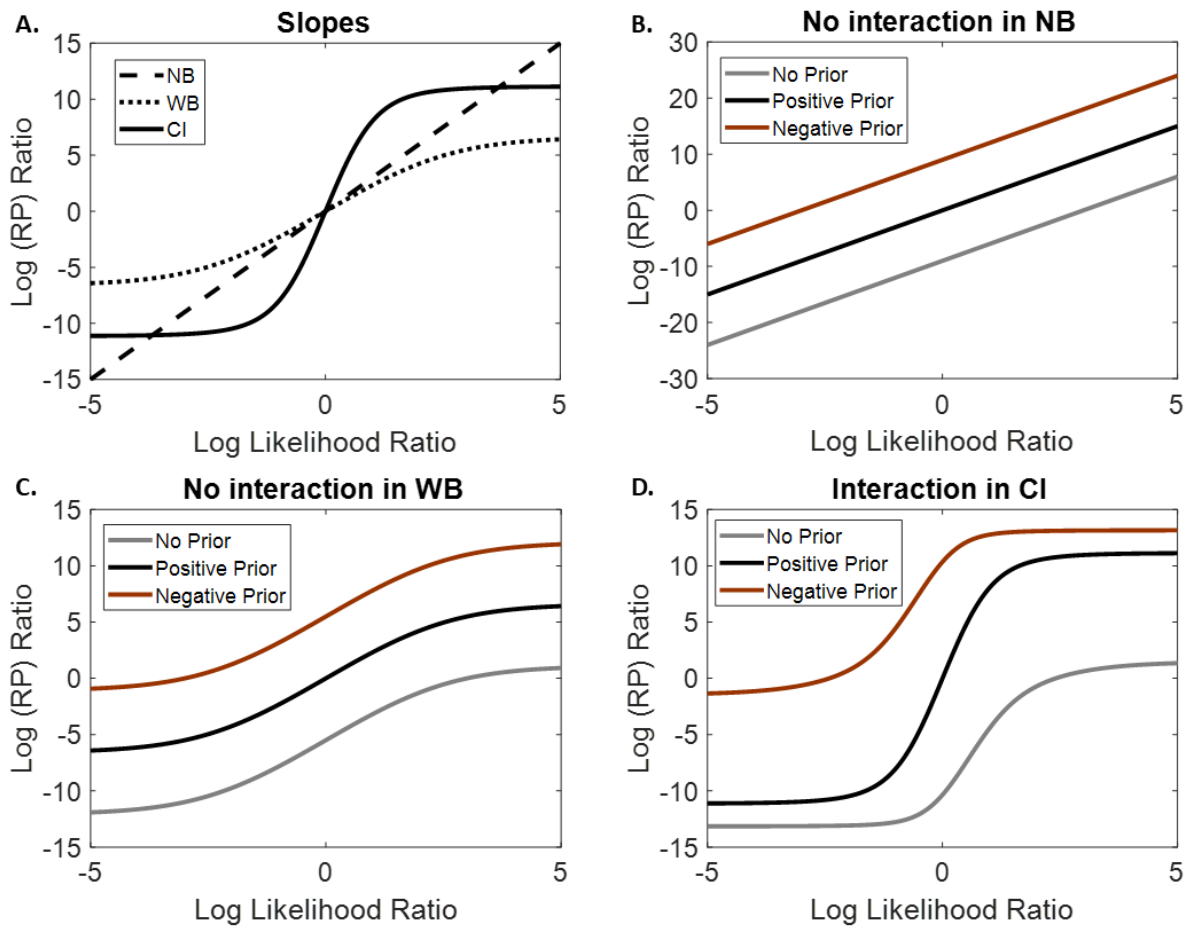 A.
Slopes
15
10
5
0
-5
-10
-15
-5
0
5
NB
WB
CI
Log (RP) Ratio
Log Likelihood Ratio
B.
No interaction in NB
30
20
10
0
-10
-20
-30
-5
0
5
No Prior
Positive Prior
Negative Prior
Log (RP) Ratio
Log Likelihood Ratio
C.
No interaction in WB
15
10
5
0
-5
-10
-15
-5
0
5
No Prior
Positive Prior
Negative Prior
Log (RP) Ratio
Log Likelihood Ratio
D.
Interaction in CI
15
10
5
0
-5
-10
-15
-5
0
5
No Prior
Positive Prior
Negative Prior
Log (RP) Ratio
Log Likelihood Ratio